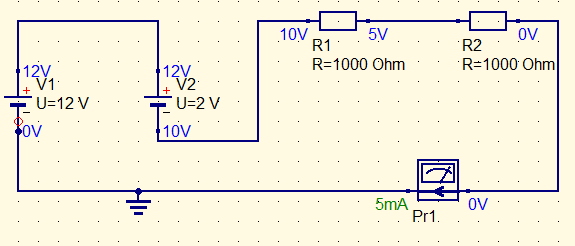 10V
5V
0V
R1
R=1000 Ohm
R2
R=1000 Ohm
12V
V1
+
U=12 V
−
0V
12V
V2
+
U=2 V
−
10V
5mA
0V
Pr1